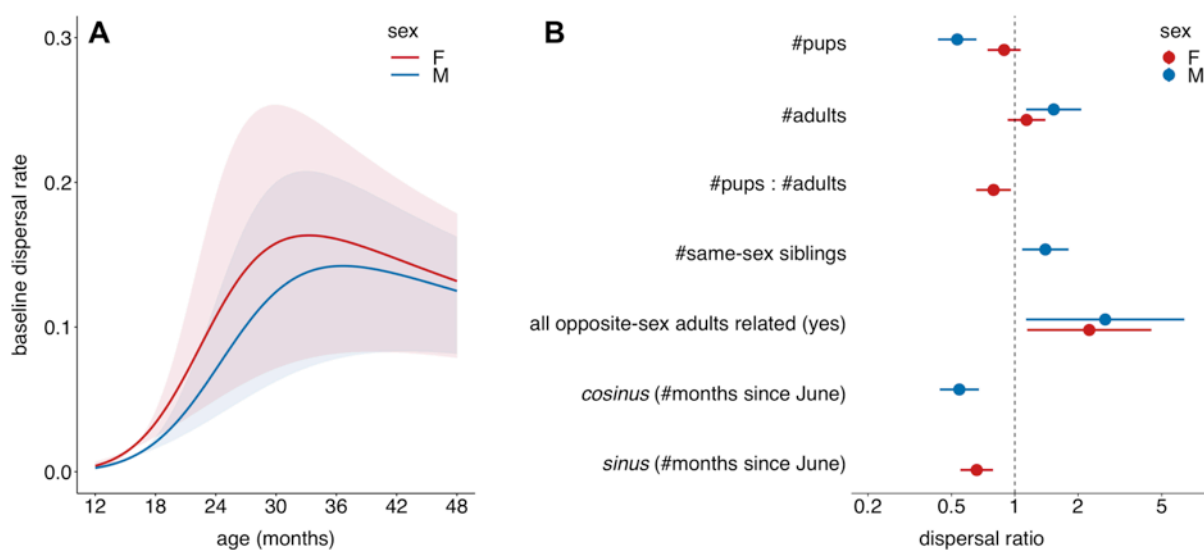 A
sex
F
M
0.3
0.2
0.1
0.0
baseline dispersal rate
12 18 24 30 36 42 48
age (months)
B
sex
F
M
#pups
#adults
#pups : #adults
#same-sex siblings
all opposite-sex adults related (yes)
cosinus (#months since June)
sinus (#months since June)
0.2 0.5 1 2 5
dispersal ratio